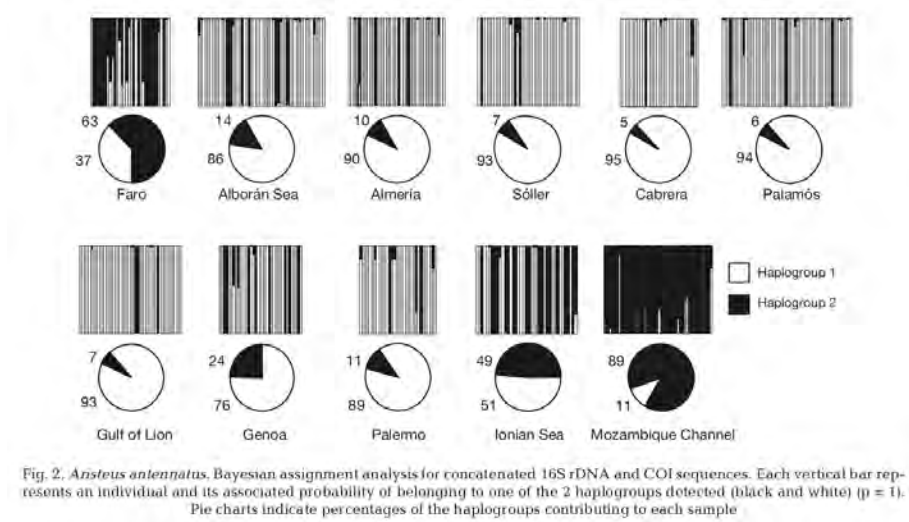 63
37
Faro
14
86
Alborán Sea
10
90
Almería
7
93
Sóller
5
95
Cabrera
6
94
Palamós
7
93
Gulf of Lion
24
76
Genoa
11
89
Palermo
49
51
Ionian Sea
89
11
Mozambique Channel
Haplogroup 1
Haplogroup 2
Fig. 2. Aristeus antennatus. Bayesian assignment analysis for concatenated 16S rDNA and COI sequences. Each vertical bar rep-
resents an individual and its associated probability of belonging to one of the 2 haplogroups detected (black and white) (p = 1).
Pie charts indicate percentages of the haplogroups contributing to each sample